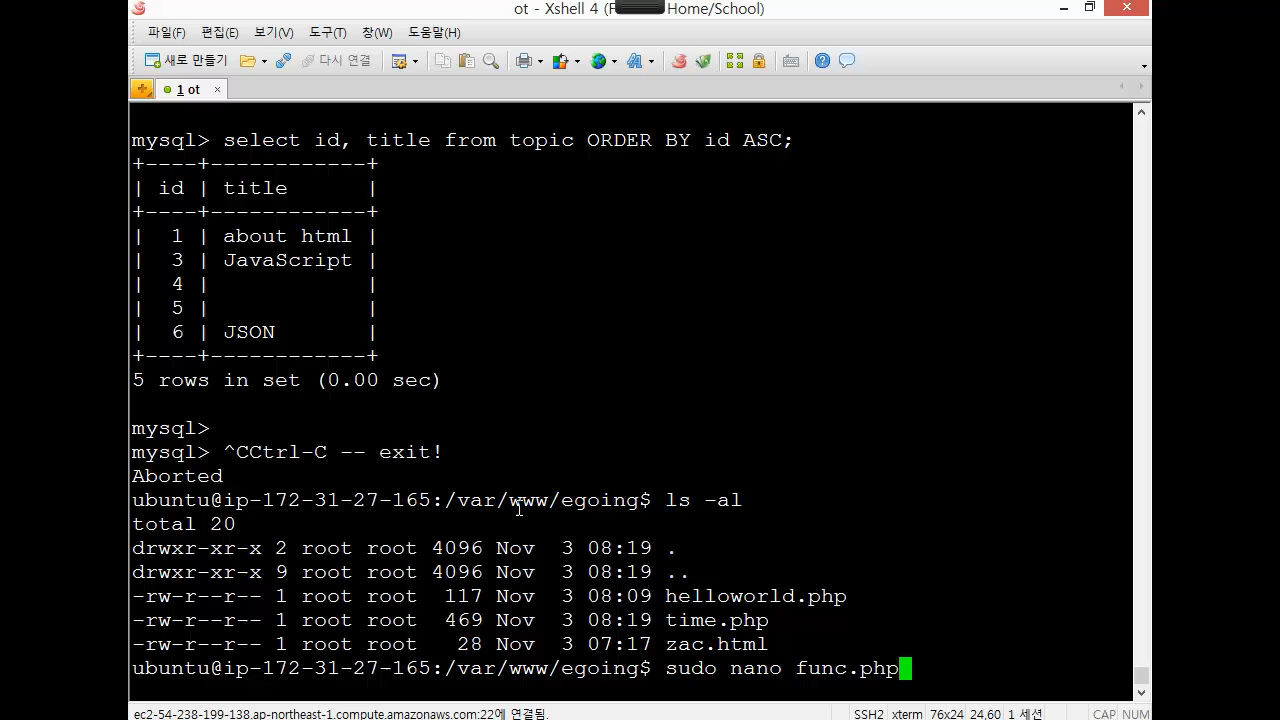 ot - Xshell 4 (F Home/School)
파일(F) 편집(E) 보기(V) 도구(T) 창(W) 도움말(H)
새로 만들기 다시 연결
1 ot ×
mysql> select id, title from topic ORDER BY id ASC;
+----+------------+
| id | title      |
+----+------------+
|  1 | about html |
|  3 | JavaScript |
|  4 |            |
|  5 |            |
|  6 | JSON       |
+----+------------+
5 rows in set (0.00 sec)
mysql>
mysql> ^CCtrl-C -- exit!
Aborted
ubuntu@ip-172-31-27-165:/var/www/egoing$ ls -al
total 20
drwxr-xr-x 2 root root 4096 Nov  3 08:19 .
drwxr-xr-x 9 root root 4096 Nov  3 08:19 ..
-rw-r--r-- 1 root root  117 Nov  3 08:09 helloworld.php
-rw-r--r-- 1 root root  469 Nov  3 08:19 time.php
-rw-r--r-- 1 root root   28 Nov  3 07:17 zac.html
ubuntu@ip-172-31-27-165:/var/www/egoing$ sudo nano func.php
ec2-54-238-199-138.ap-northeast-1.compute.amazonaws.com:22에 연결됨. SSH2 xterm 76x24 24,60 1 세션 CAP NUM